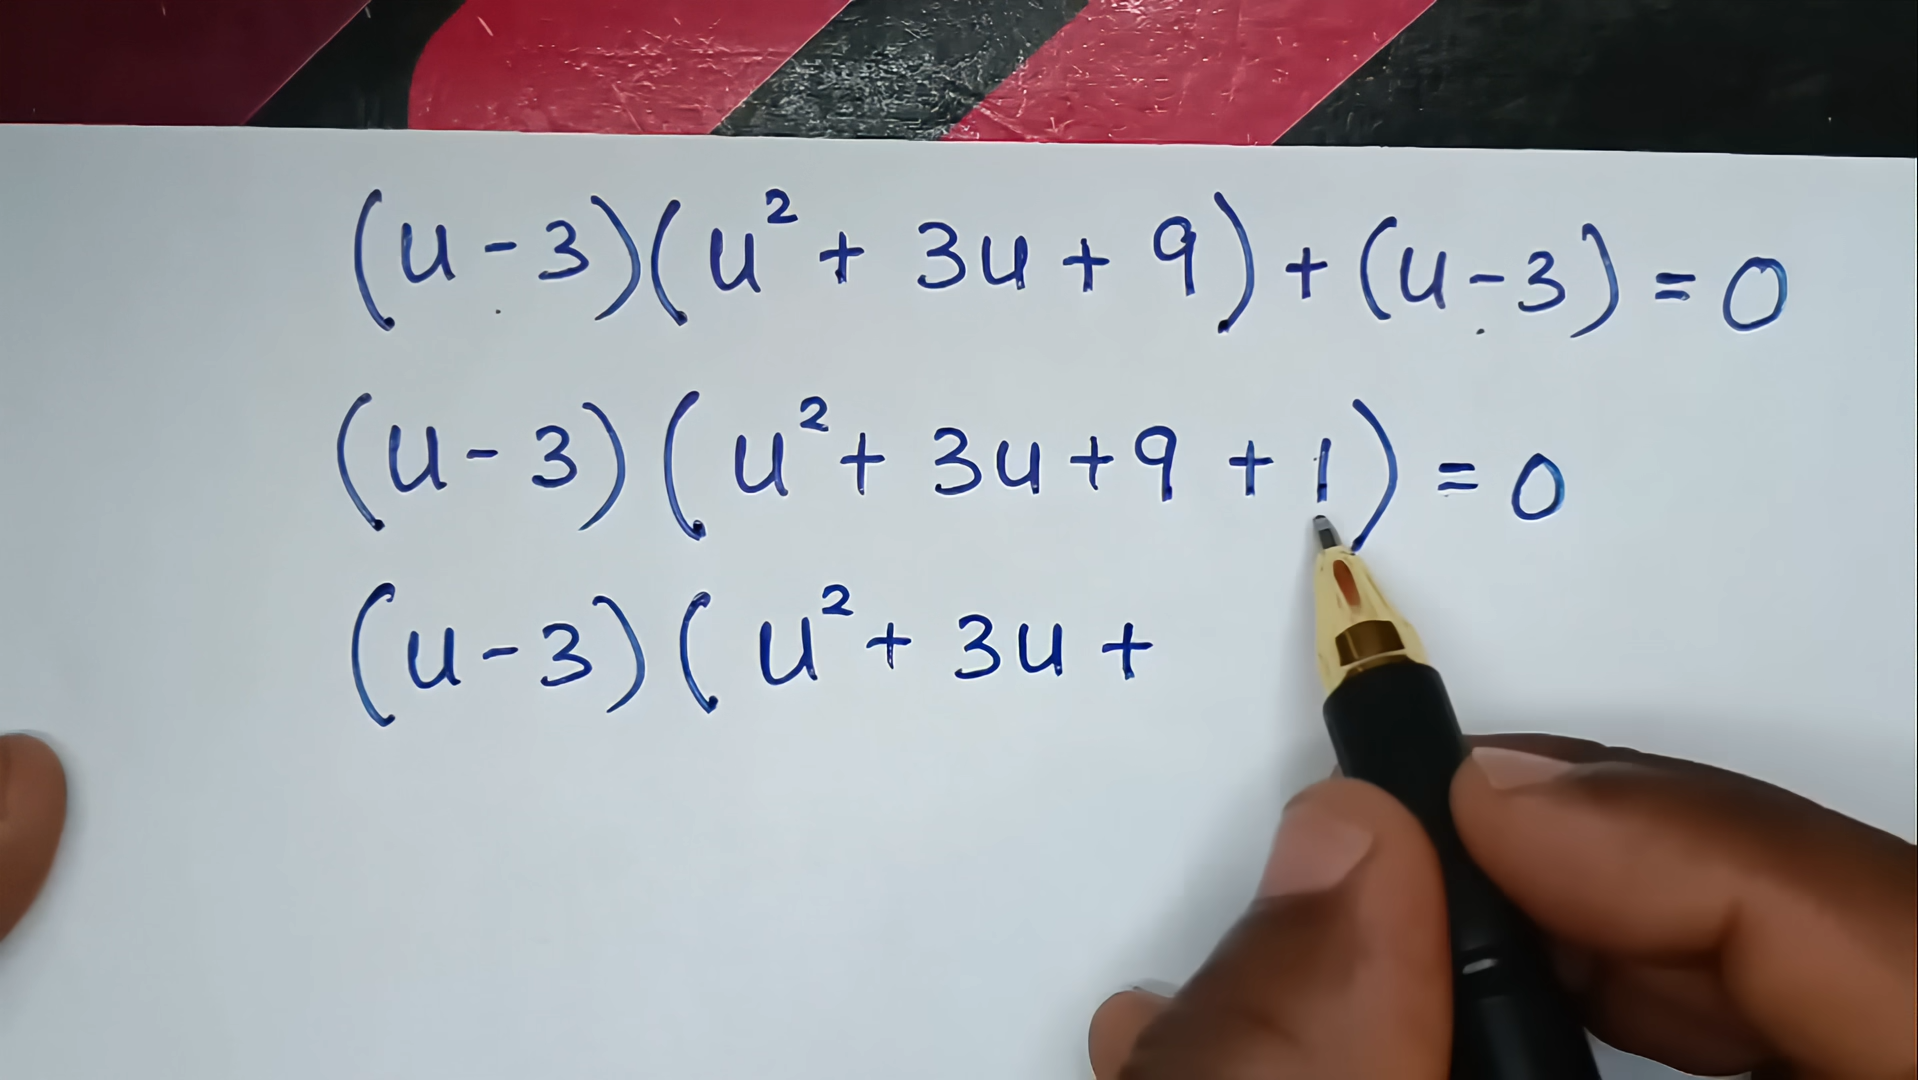 (u - 3)(u² + 3u + 9) + (u - 3) = 0
(u - 3)(u² + 3u + 9 + 1) = 0
(u - 3)(u² + 3u +